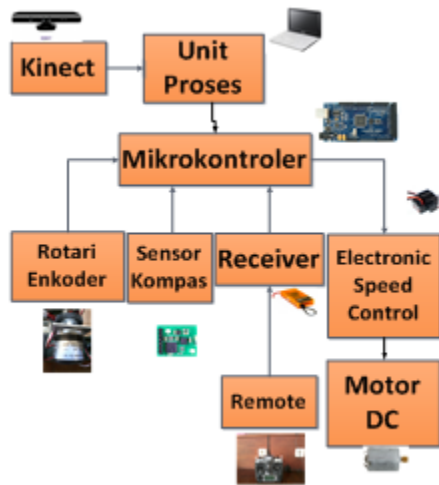 Kinect
Unit
Proses
Mikrokontroler
Rotari
Enkoder
Sensor
Kompas
Receiver
Electronic
Speed
Control
Remote
Motor
DC